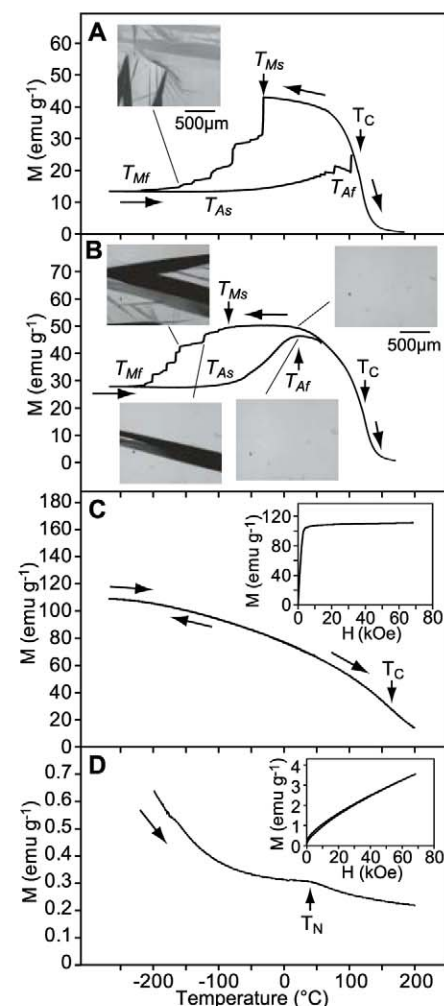 A
M (emu g⁻¹)
60
50
40
30
20
10
0
500μm
T_Ms
T_C
T_Mf
T_As
T_Af
B
M (emu g⁻¹)
70
60
50
40
30
20
10
0
T_Ms
500μm
T_Mf
T_As
T_Af
T_C
C
M (emu g⁻¹)
180
160
140
120
100
80
60
40
20
0
T_C
M (emu g⁻¹)
120
80
40
0
0 20 40 60 80
H (kOe)
D
M (emu g⁻¹)
0.7
0.6
0.5
0.4
0.3
0.2
0.1
0
T_N
M (emu g⁻¹)
4
3
2
1
0
0 20 40 60 80
H (kOe)
-200 -100 0 100 200
Temperature (°C)